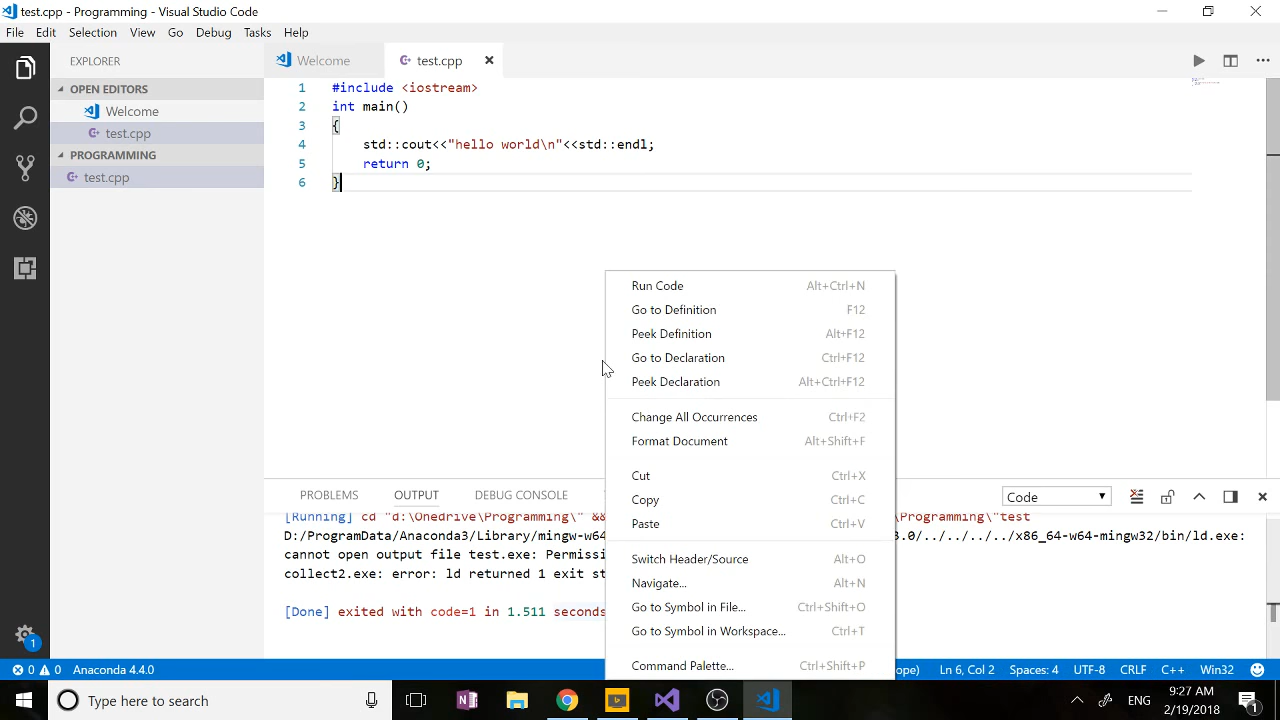 test.cpp - Programming - Visual Studio Code
File Edit Selection View Go Debug Tasks Help
EXPLORER
OPEN EDITORS
Welcome
test.cpp
PROGRAMMING
test.cpp
Welcome
test.cpp
1 #include <iostream>
2 int main()
3 {
4 std::cout<<"hello world\n"<<std::endl;
5 return 0;
6 }
Run Code Alt+Ctrl+N
Go to Definition F12
Peek Definition Alt+F12
Go to Declaration Ctrl+F12
Peek Declaration Alt+Ctrl+F12
Change All Occurrences Ctrl+F2
Format Document Alt+Shift+F
Cut Ctrl+X
Copy Ctrl+C
Paste Ctrl+V
Switch Header/Source Alt+O
Navigate... Alt+N
Go to Symbol in File... Ctrl+Shift+O
Go to Symbol in Workspace... Ctrl+T
Command Palette... Ctrl+Shift+P
PROBLEMS OUTPUT DEBUG CONSOLE
Code
[Running] cd "d:\Onedrive\Programming\" && \Programming\"test
D:/ProgramData/Anaconda3/Library/mingw-w64 3.0/../../../../x86_64-w64-mingw32/bin/ld.exe:
cannot open output file test.exe: Permis
collect2.exe: error: ld returned 1 exit st
[Done] exited with code=1 in 1.511 seconds
1
0 0 Anaconda 4.4.0 ope) Ln 6, Col 2 Spaces: 4 UTF-8 CRLF C++ Win32
Type here to search
ENG
9:27 AM
2/19/2018
1